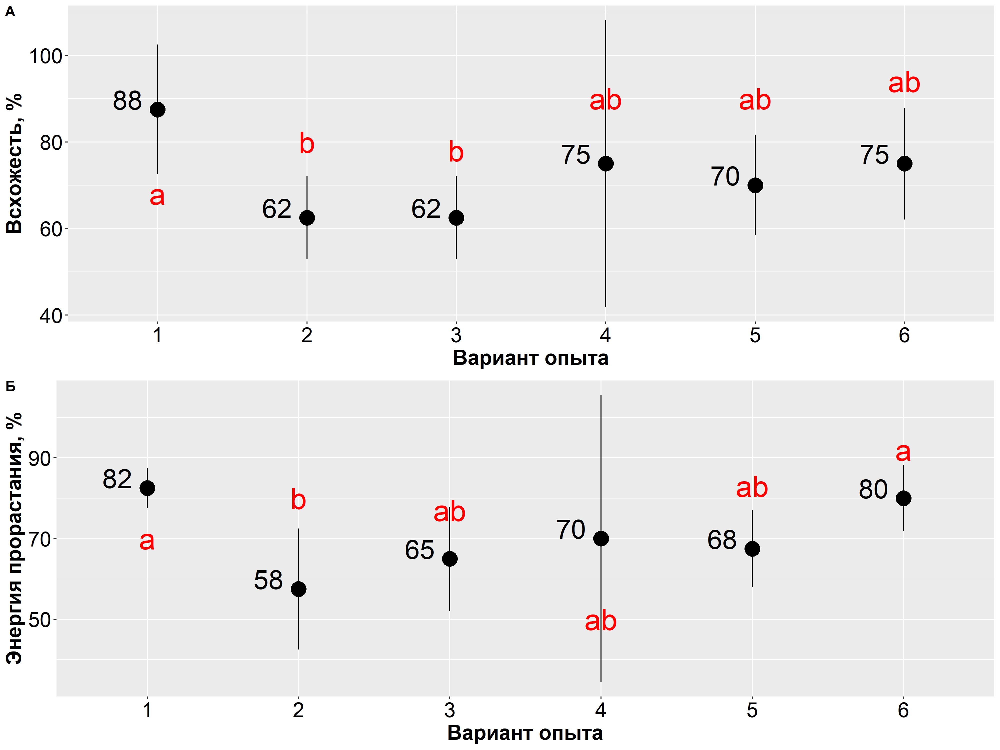 А
Всхожесть, %
100
80
60
40
88
a
62
b
62
b
75
ab
70
ab
75
ab
1 2 3 4 5 6
Вариант опыта
Б
Энергия прорастания, %
90
70
50
82
a
58
b
65
ab
70
ab
68
ab
80
a
1 2 3 4 5 6
Вариант опыта